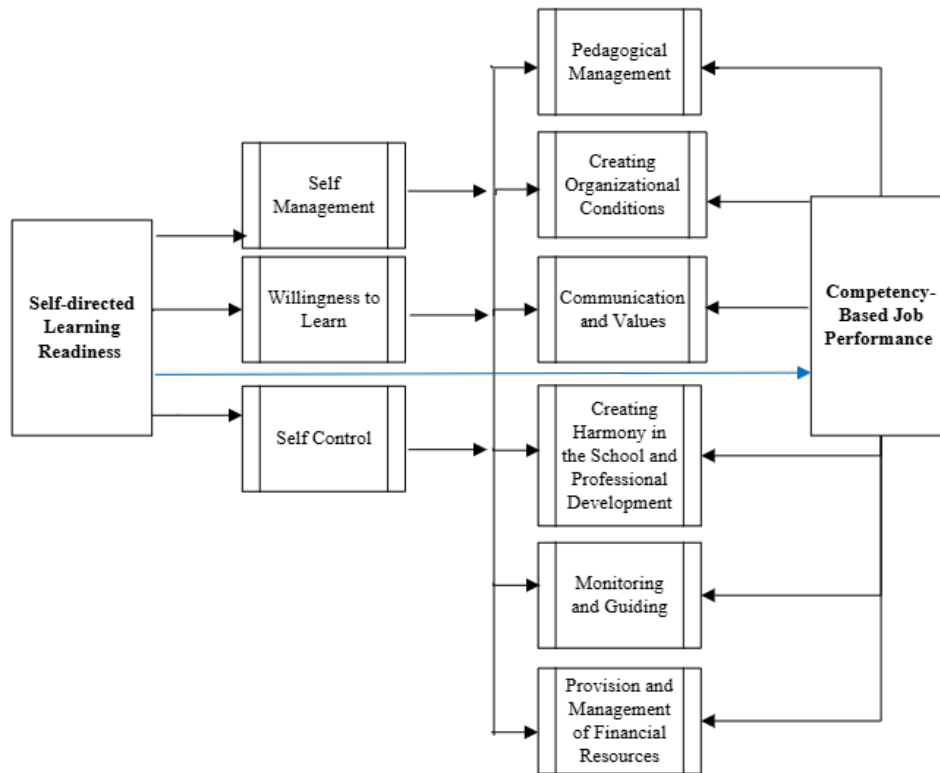 Self-directed
Learning
Readiness
Self
Management
Willingness to
Learn
Self Control
Pedagogical
Management
Creating
Organizational
Conditions
Communication
and Values
Creating
Harmony in
the School and
Professional
Development
Monitoring
and Guiding
Provision and
Management
of Financial
Resources
Competency-
Based Job
Performance